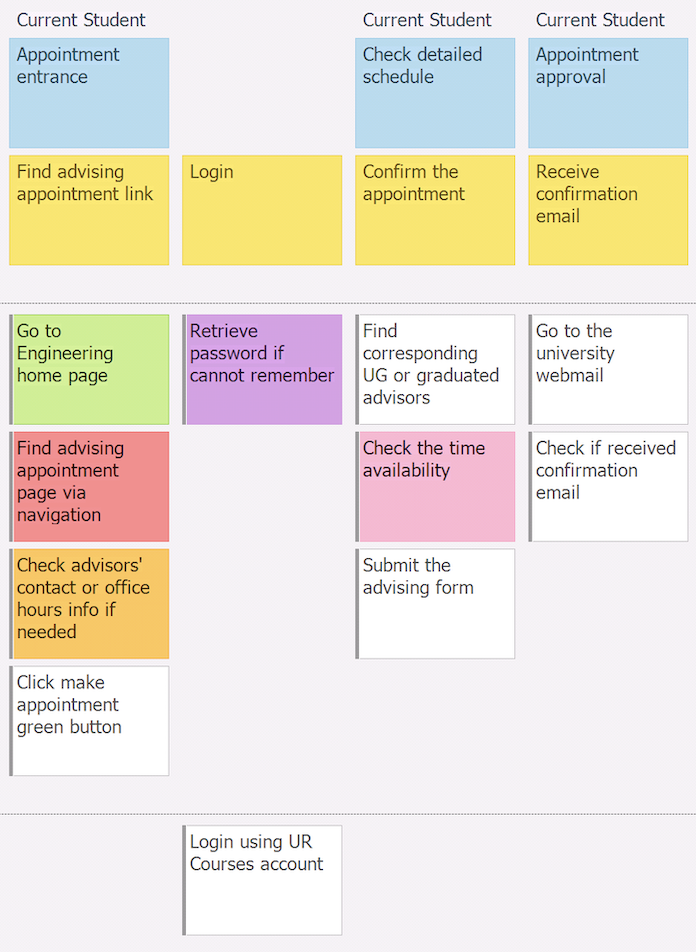 Current Student
Current Student
Current Student
Appointment
entrance
Check detailed
schedule
Appointment
approval
Find advising
appointment link
Login
Confirm the
appointment
Receive
confirmation
email
Go to
Engineering
home page
Retrieve
password if
cannot remember
Find
corresponding
UG or graduated
advisors
Go to the
university
webmail
Find advising
appointment
page via
navigation
Check the time
availability
Check if received
confirmation
email
Check advisors'
contact or office
hours info if
needed
Submit the
advising form
Click make
appointment
green button
Login using UR
Courses account